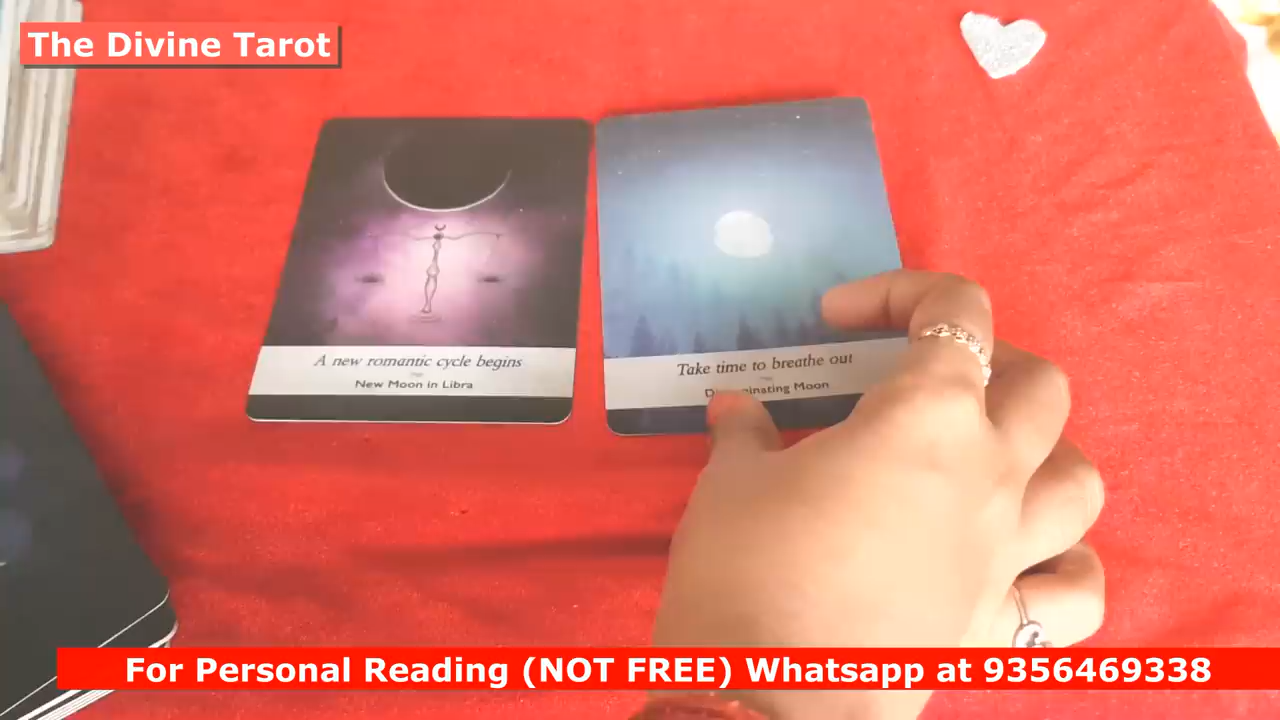 The Divine Tarot
A new romantic cycle begins
New Moon in Libra
Take time to breathe out
Moon
For Personal Reading (NOT FREE) Whatsapp at 9356469338